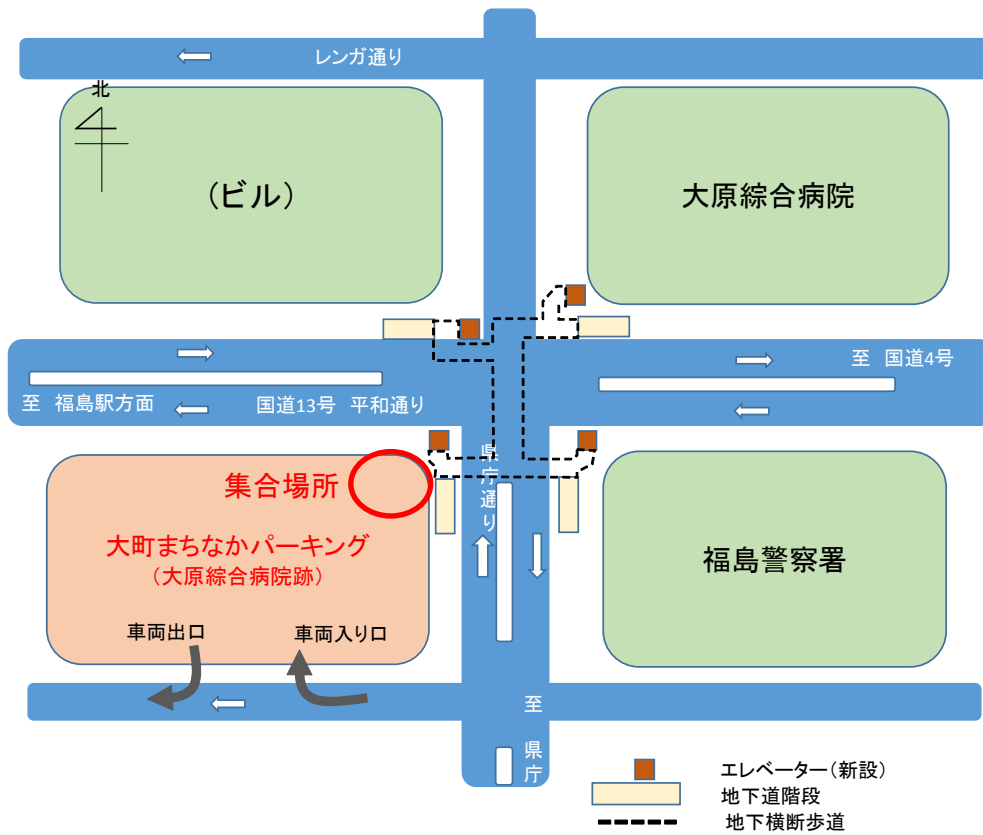 レンガ通り
北
(ビル)
大原綜合病院
至 国道4号
至 福島駅方面
国道13号 平和通り
県庁通り
集合場所
大町まちなかパーキング
(大原綜合病院跡)
福島警察署
車両出口
車両入り口
至 県庁
エレベーター(新設)
地下道階段
地下横断歩道